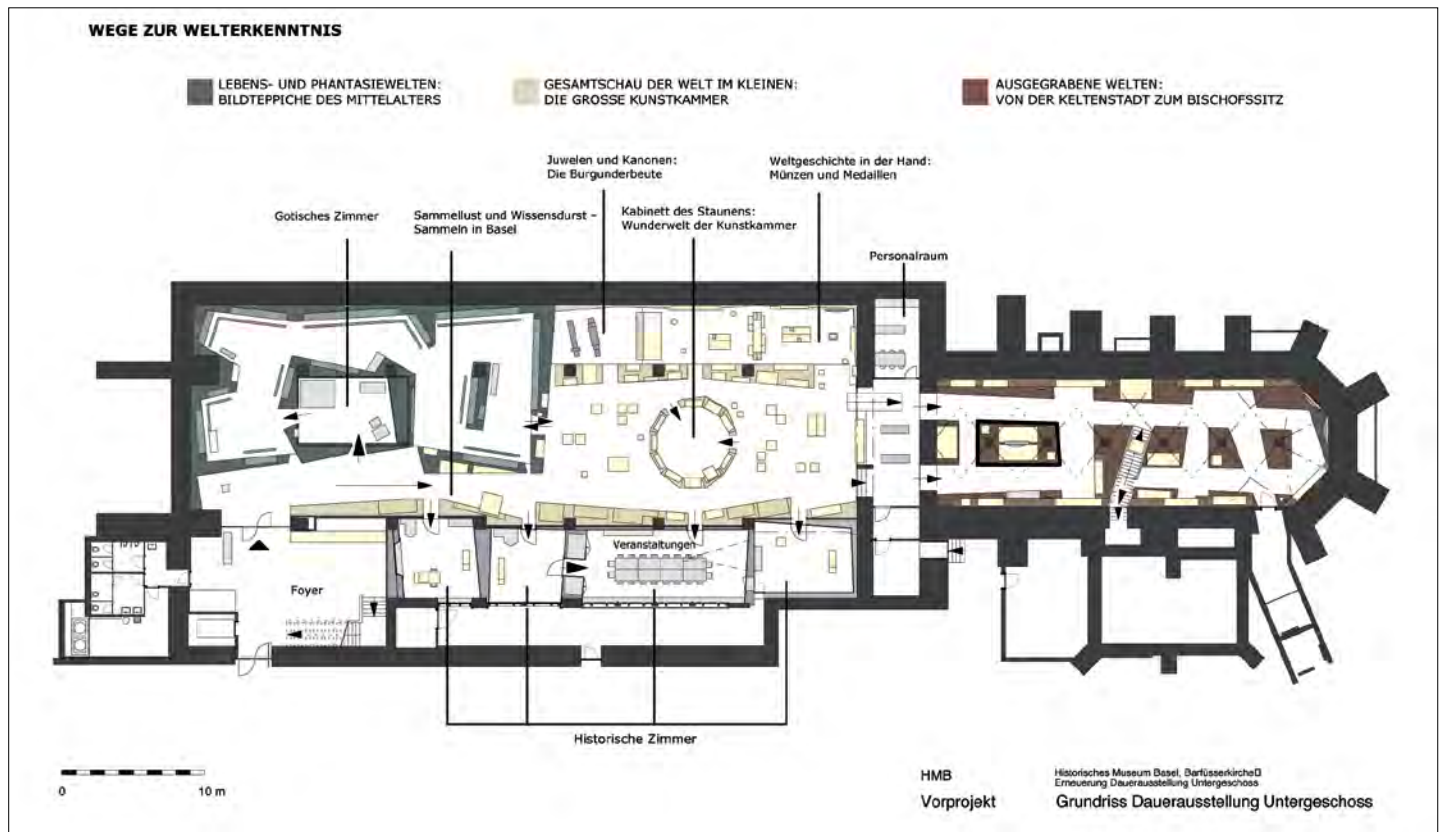 WEGE ZUR WELTERKENNTNIS
LEBENS- UND PHANTASIEWELTEN:
BILDTEPPICHE DES MITTELALTERS
GESAMTSCHAU DER WELT IM KLEINEN:
DIE GROSSE KUNSTKAMMER
AUSGEGRABENE WELTEN:
VON DER KELTENSTADT ZUM BISCHOFSSITZ
Juwelen und Kanonen:
Die Burgunderbeute
Weltgeschichte in der Hand:
Münzen und Medaillen
Gotisches Zimmer
Sammellust und Wissensdurst –
Sammeln in Basel
Kabinett des Staunens:
Wunderwelt der Kunstkammer
Personalraum
Veranstaltungen
Foyer
Historische Zimmer
0
10 m
HMB
Historisches Museum Basel, Barfüsserkirche
Erneuerung Dauerausstellung Untergeschoss
Vorprojekt
Grundriss Dauerausstellung Untergeschoss